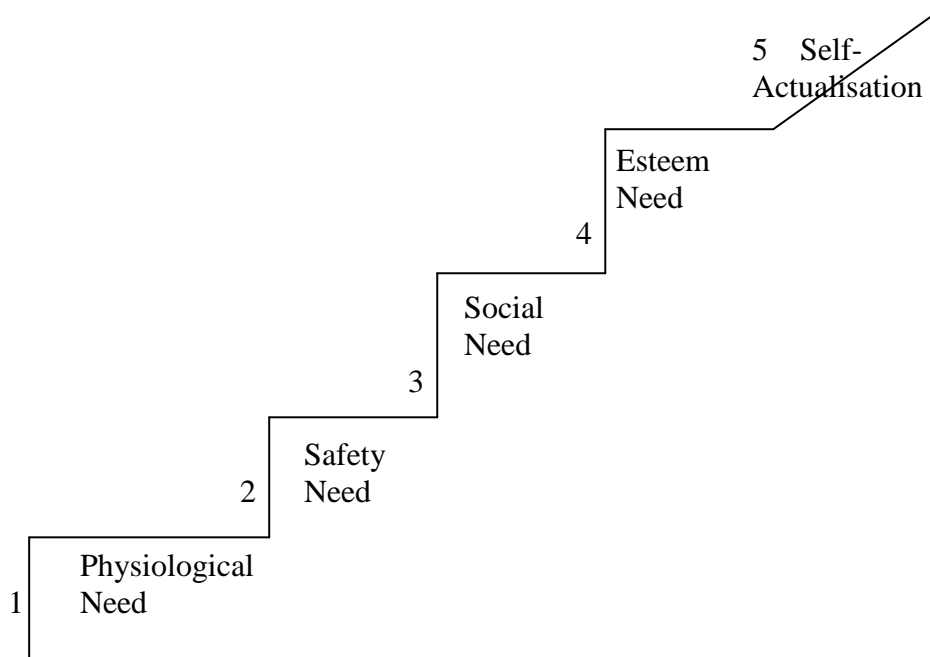 5 Self-
Actualisation
Esteem
Need
4
Social
Need
3
Safety
Need
2
Physiological
Need
1